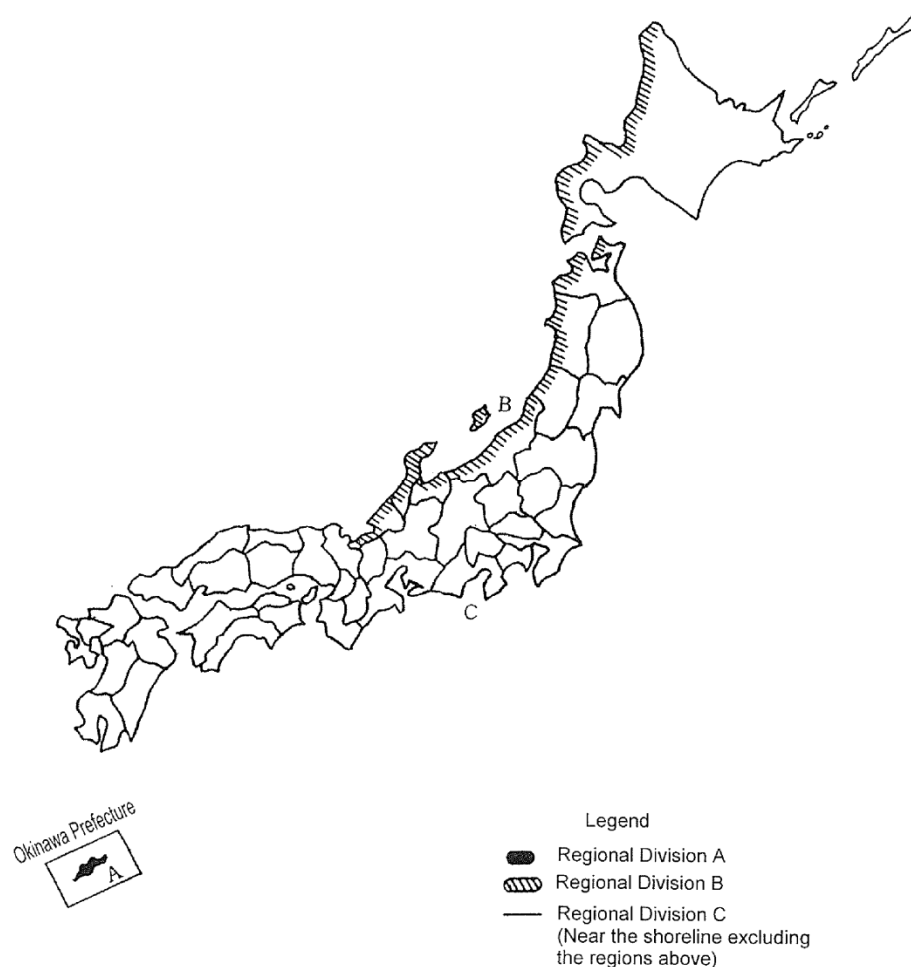 B
C
Okinawa Prefecture
A
Legend
Regional Division A
Regional Division B
Regional Division C
(Near the shoreline excluding
the regions above)